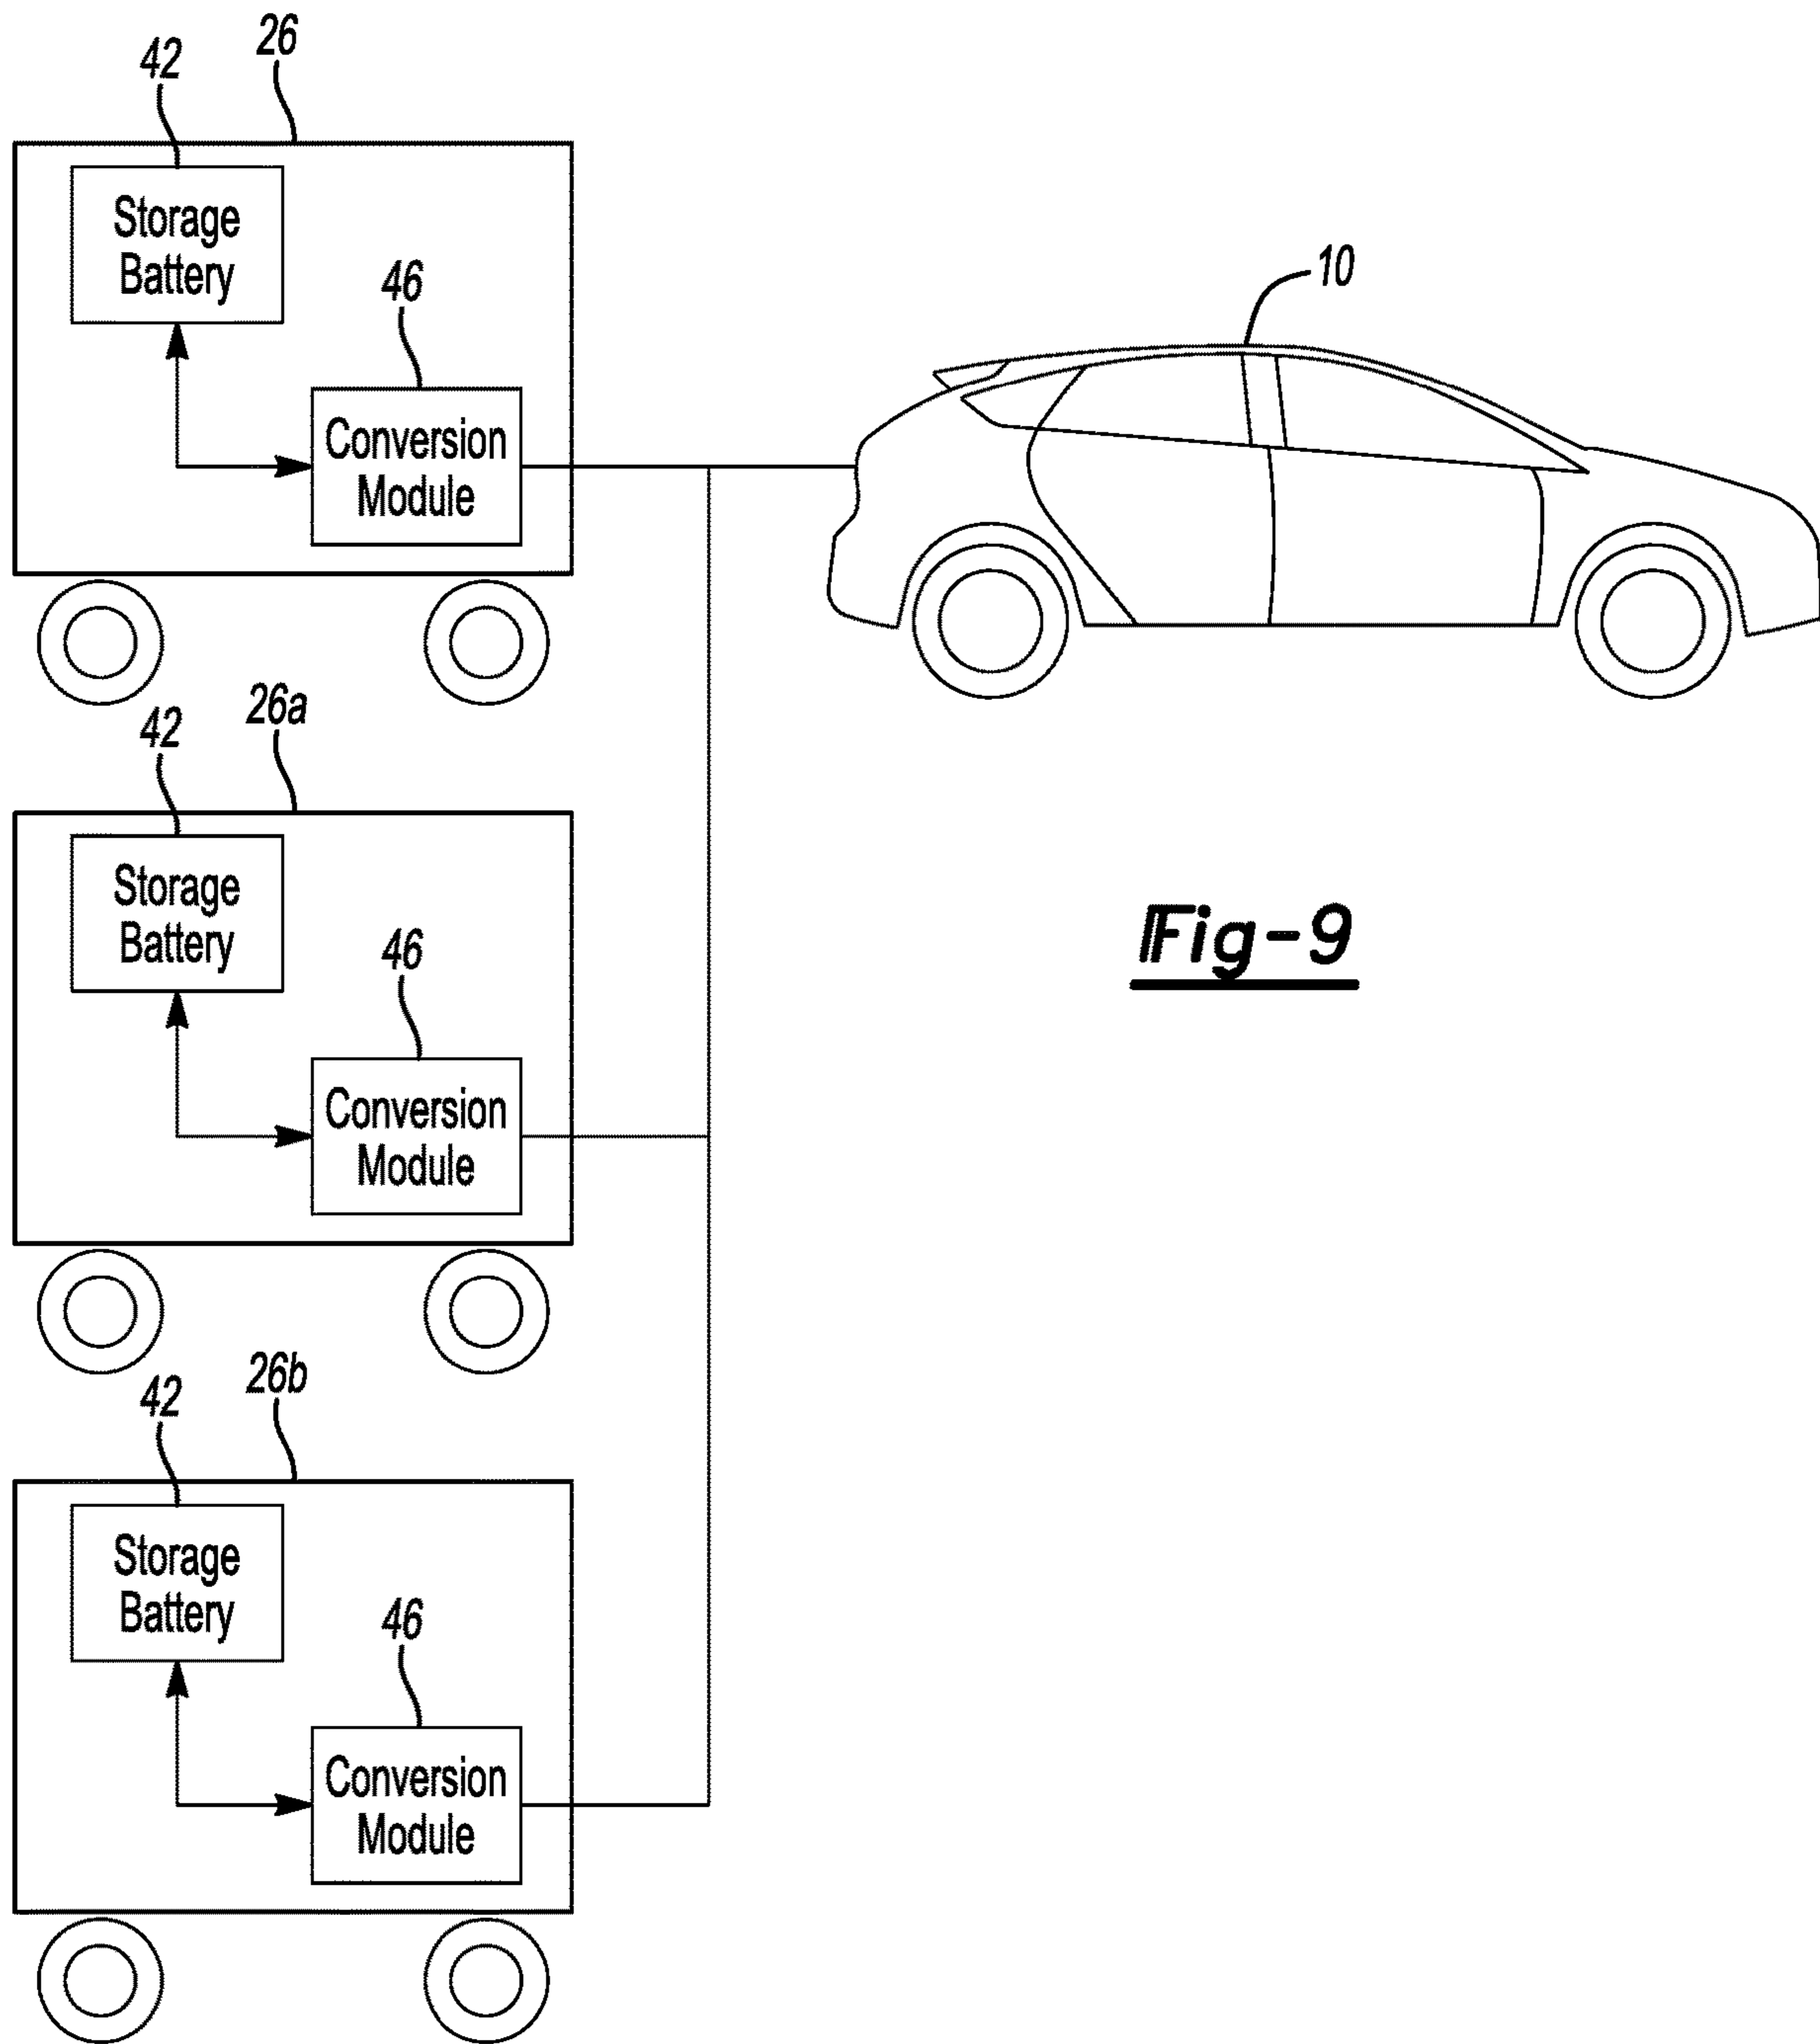 26
42
Storage
Battery
46
Conversion
Module
10
26a
42
Storage
Battery
46
Conversion
Module
Fig-9
26b
42
Storage
Battery
46
Conversion
Module